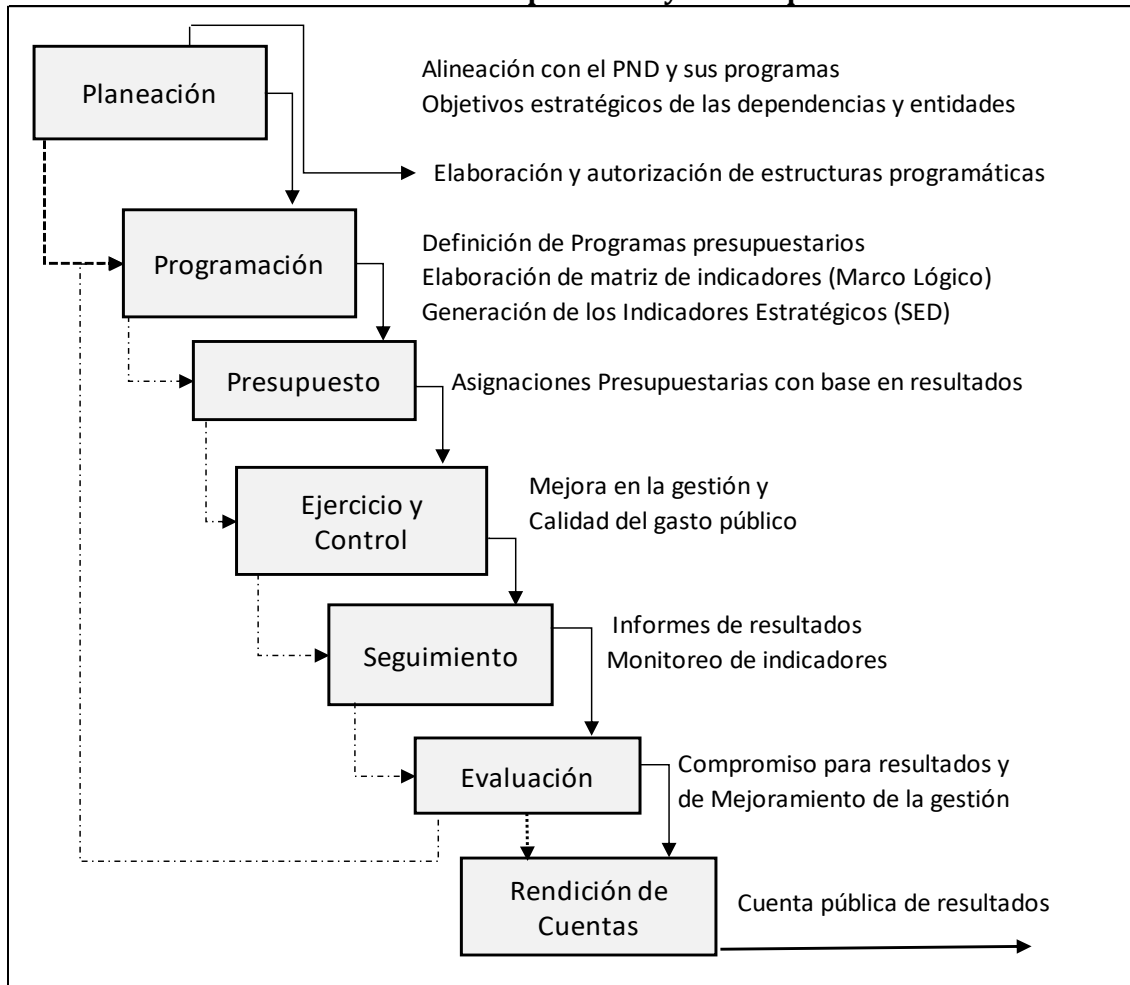 Planeación
Alineación con el PND y sus programas
Objetivos estratégicos de las dependencias y entidades
Elaboración y autorización de estructuras programáticas
Programación
Definición de Programas presupuestarios
Elaboración de matriz de indicadores (Marco Lógico)
Generación de los Indicadores Estratégicos (SED)
Presupuesto
Asignaciones Presupuestarias con base en resultados
Ejercicio y
Control
Mejora en la gestión y
Calidad del gasto público
Seguimiento
Informes de resultados
Monitoreo de indicadores
Evaluación
Compromiso para resultados y
de Mejoramiento de la gestión
Rendición de
Cuentas
Cuenta pública de resultados